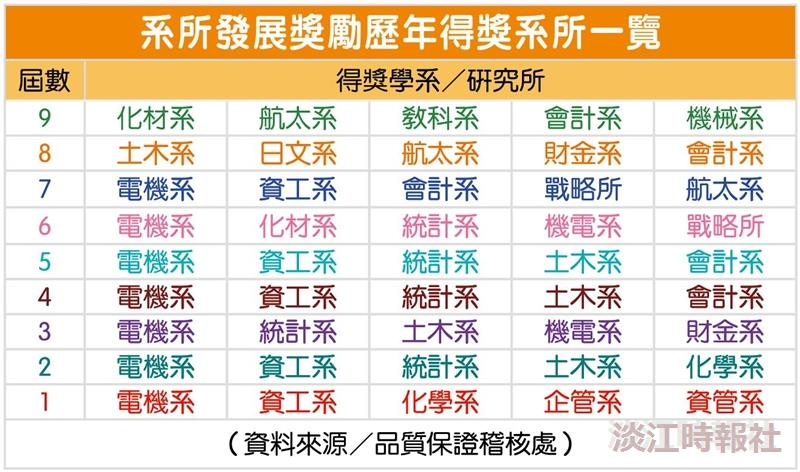 系所發展獎勵歷年得獎系所一覽
屆數 得獎學系／研究所
9 化材系 航太系 教科系 會計系 機械系
8 土木系 日文系 航太系 財金系 會計系
7 電機系 資工系 會計系 戰略所 航太系
6 電機系 化材系 統計系 機電系 戰略所
5 電機系 資工系 統計系 土木系 會計系
4 電機系 資工系 統計系 土木系 會計系
3 電機系 統計系 土木系 機電系 財金系
2 電機系 資工系 統計系 土木系 化學系
1 電機系 資工系 化學系 企管系 資管系
（資料來源／品質保證稽核處）
淡江時報社